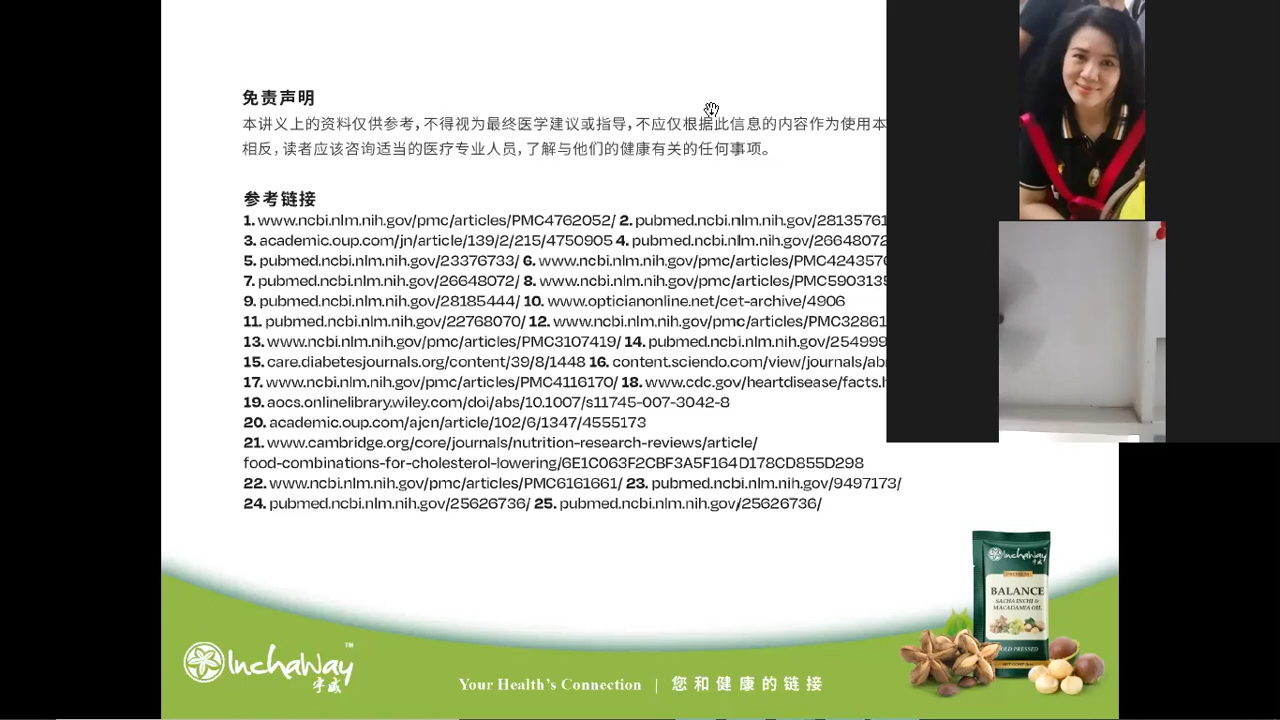 免责声明
本讲义上的资料仅供参考，不得视为最终医学建议或指导，不应仅根据此信息的内容作为使用本
相反，读者应该咨询适当的医疗专业人员，了解与他们的健康有关的任何事项。
参考链接
1. www.ncbi.nlm.nih.gov/pmc/articles/PMC4762052/ 2. pubmed.ncbi.nlm.nih.gov/28135761
3. academic.oup.com/jn/article/139/2/215/4750905 4. pubmed.ncbi.nlm.nih.gov/26648072
5. pubmed.ncbi.nlm.nih.gov/23376733/ 6. www.ncbi.nlm.nih.gov/pmc/articles/PMC4243576
7. pubmed.ncbi.nlm.nih.gov/26648072/ 8. www.ncbi.nlm.nih.gov/pmc/articles/PMC5903135
9. pubmed.ncbi.nlm.nih.gov/28185444/ 10. www.opticianonline.net/cet-archive/4906
11. pubmed.ncbi.nlm.nih.gov/22768070/ 12. www.ncbi.nlm.nih.gov/pmc/articles/PMC32861
13. www.ncbi.nlm.nih.gov/pmc/articles/PMC3107419/ 14. pubmed.ncbi.nlm.nih.gov/254999
15. care.diabetesjournals.org/content/39/8/1448 16. content.sciendo.com/view/journals/ab
17. www.ncbi.nlm.nih.gov/pmc/articles/PMC4116170/ 18. www.cdc.gov/heartdisease/facts.h
19. aocs.onlinelibrary.wiley.com/doi/abs/10.1007/s11745-007-3042-8
20. academic.oup.com/ajcn/article/102/6/1347/4555173
21. www.cambridge.org/core/journals/nutrition-research-reviews/article/
food-combinations-for-cholesterol-lowering/6E1C063F2CBF3A5F164D178CD855D298
22. www.ncbi.nlm.nih.gov/pmc/articles/PMC6161661/ 23. pubmed.ncbi.nlm.nih.gov/9497173/
24. pubmed.ncbi.nlm.nih.gov/25626736/ 25. pubmed.ncbi.nlm.nih.gov/25626736/
InchaWay
宇威
PREMIUM
BALANCE
SACHA INCHI &
MACADAMIA OIL
COLD PRESSED
InchaWay™
宇威
Your Health's Connection | 您和健康的链接